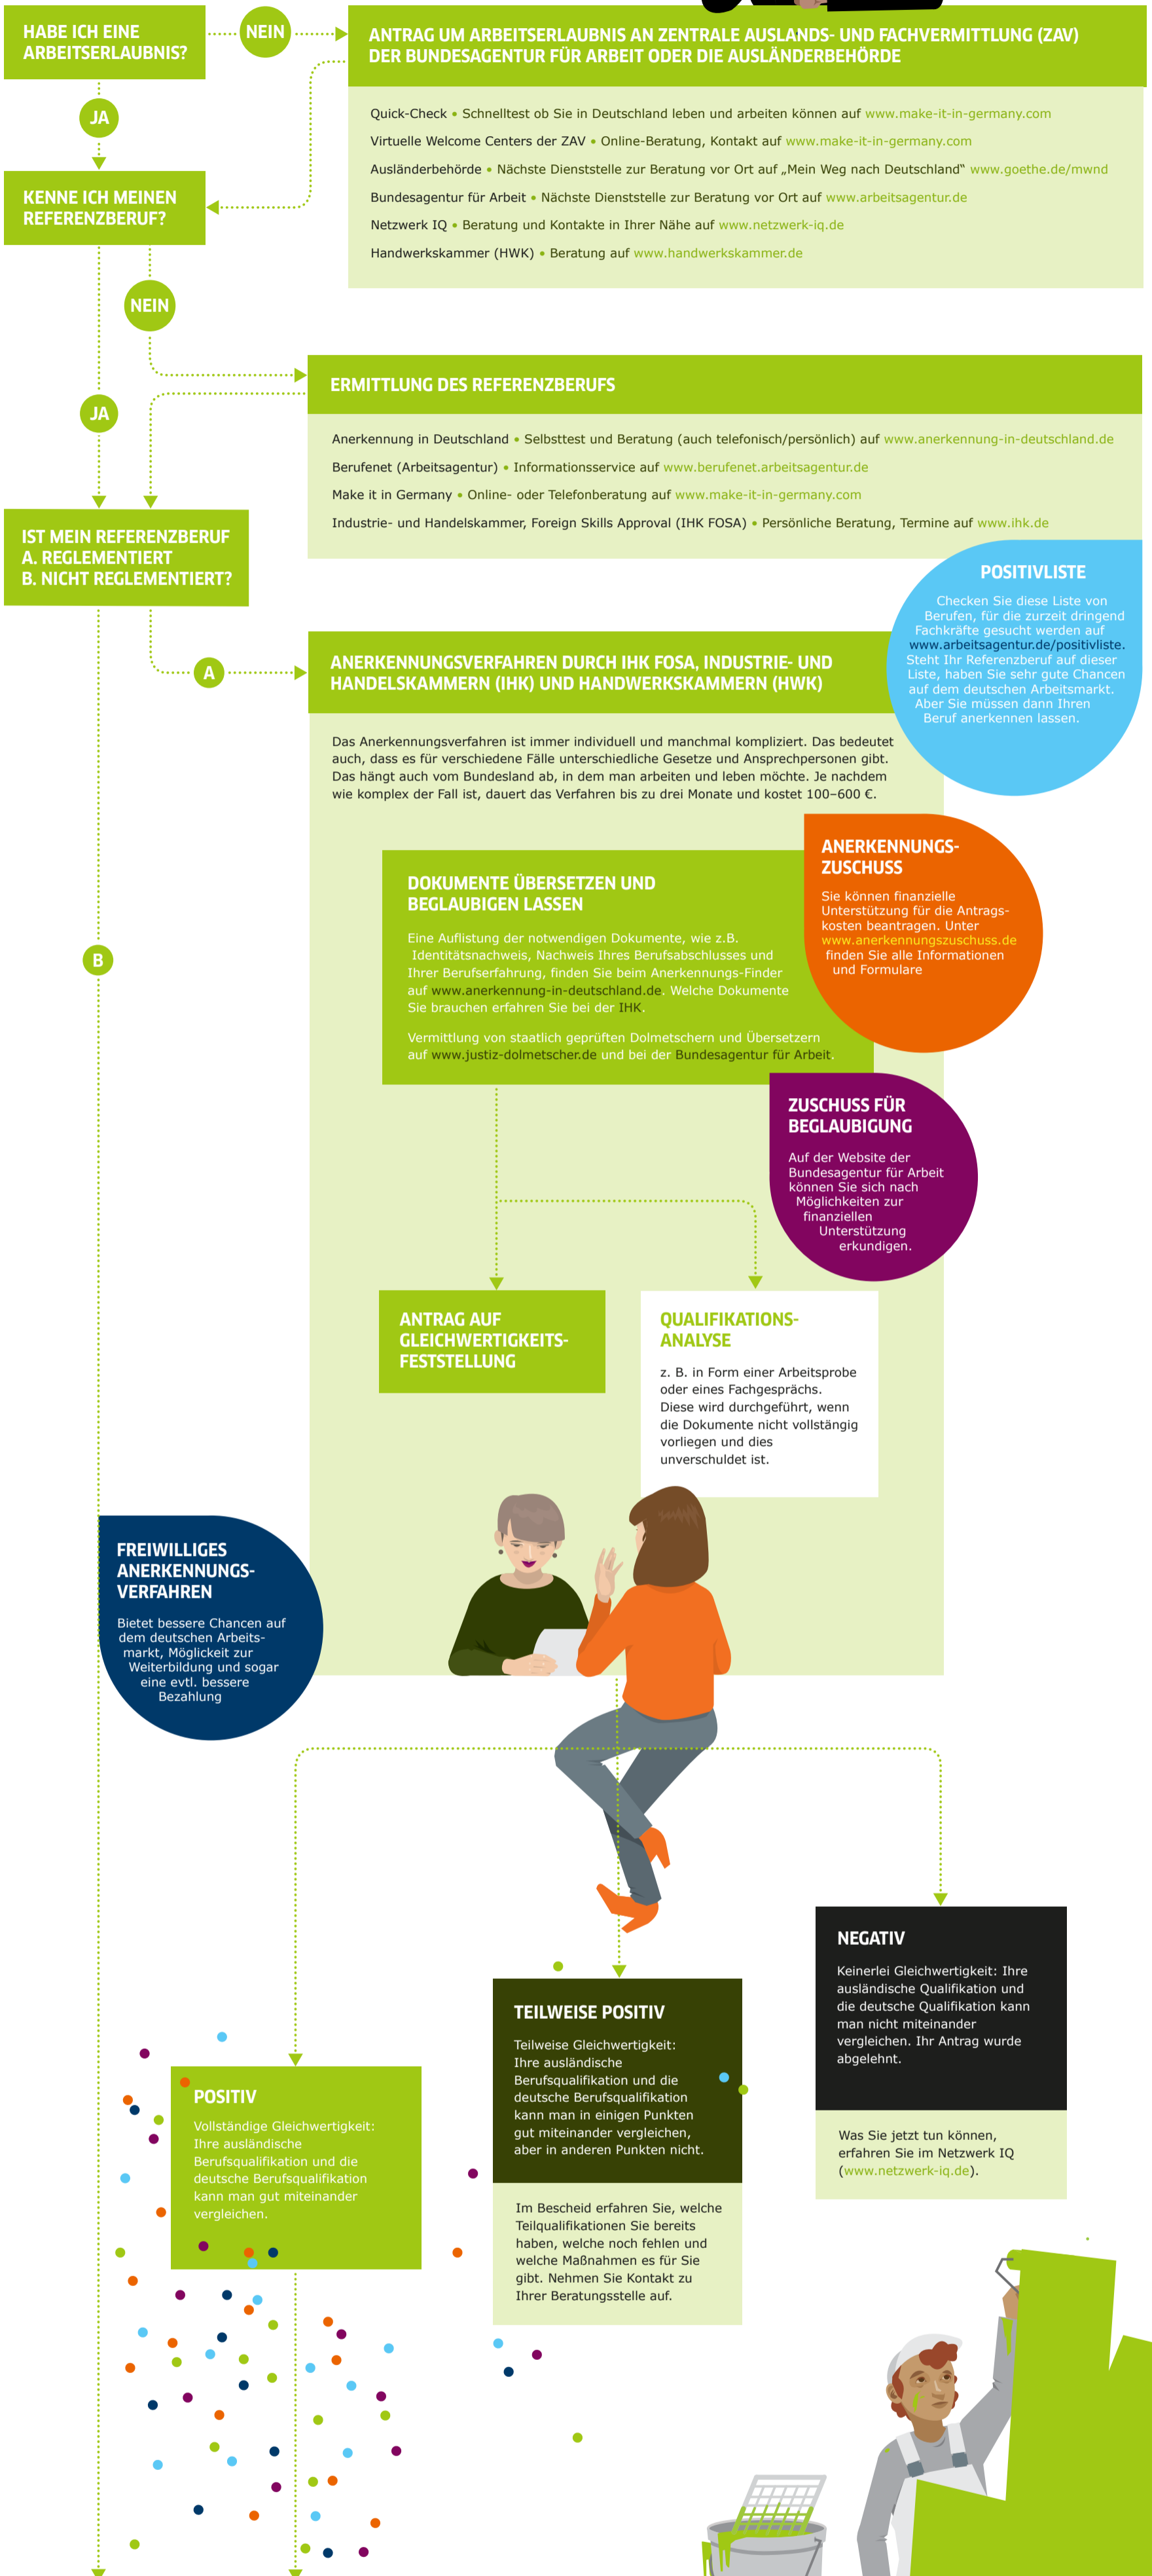 HABE ICH EINE
ARBEITSERLAUBNIS?
NEIN
ANTRAG UM ARBEITSERLAUBNIS AN ZENTRALE AUSLANDS- UND FACHVERMITTLUNG (ZAV)
DER BUNDESAGENTUR FÜR ARBEIT ODER DIE AUSLÄNDERBEHÖRDE
Quick-Check • Schnelltest ob Sie in Deutschland leben und arbeiten können auf www.make-it-in-germany.com
Virtuelle Welcome Centers der ZAV • Online-Beratung, Kontakt auf www.make-it-in-germany.com
Ausländerbehörde • Nächste Dienststelle zur Beratung vor Ort auf „Mein Weg nach Deutschland“ www.goethe.de/mwnd
Bundesagentur für Arbeit • Nächste Dienststelle zur Beratung vor Ort auf www.arbeitsagentur.de
Netzwerk IQ • Beratung und Kontakte in Ihrer Nähe auf www.netzwerk-iq.de
Handwerkskammer (HWK) • Beratung auf www.handwerkskammer.de
JA
KENNE ICH MEINEN
REFERENZBERUF?
NEIN
ERMITTLUNG DES REFERENZBERUFS
Anerkennung in Deutschland • Selbsttest und Beratung (auch telefonisch/persönlich) auf www.anerkennung-in-deutschland.de
Berufenet (Arbeitsagentur) • Informationsservice auf www.berufenet.arbeitsagentur.de
Make it in Germany • Online- oder Telefonberatung auf www.make-it-in-germany.com
Industrie- und Handelskammer, Foreign Skills Approval (IHK FOSA) • Persönliche Beratung, Termine auf www.ihk.de
JA
IST MEIN REFERENZBERUF
A. REGLEMENTIERT
B. NICHT REGLEMENTIERT?
POSITIVLISTE
Checken Sie diese Liste von
Berufen, für die zurzeit dringend
Fachkräfte gesucht werden auf
www.arbeitsagentur.de/positivliste.
Steht Ihr Referenzberuf auf dieser
Liste, haben Sie sehr gute Chancen
auf dem deutschen Arbeitsmarkt.
Aber Sie müssen dann Ihren
Beruf anerkennen lassen.
A
ANERKENNUNGSVERFAHREN DURCH IHK FOSA, INDUSTRIE- UND
HANDELSKAMMERN (IHK) UND HANDWERKSKAMMERN (HWK)
Das Anerkennungsverfahren ist immer individuell und manchmal kompliziert. Das bedeutet
auch, dass es für verschiedene Fälle unterschiedliche Gesetze und Ansprechpersonen gibt.
Das hängt auch vom Bundesland ab, in dem man arbeiten und leben möchte. Je nachdem
wie komplex der Fall ist, dauert das Verfahren bis zu drei Monate und kostet 100–600 €.
DOKUMENTE ÜBERSETZEN UND
BEGLAUBIGEN LASSEN
Eine Auflistung der notwendigen Dokumente, wie z.B.
Identitätsnachweis, Nachweis Ihres Berufsabschlusses und
Ihrer Berufserfahrung, finden Sie beim Anerkennungs-Finder
auf www.anerkennung-in-deutschland.de. Welche Dokumente
Sie brauchen erfahren Sie bei der IHK.
Vermittlung von staatlich geprüften Dolmetschern und Übersetzern
auf www.justiz-dolmetscher.de und bei der Bundesagentur für Arbeit.
ANERKENNUNGS-
ZUSCHUSS
Sie können finanzielle
Unterstützung für die Antrags-
kosten beantragen. Unter
www.anerkennungszuschuss.de
finden Sie alle Informationen
und Formulare
B
ZUSCHUSS FÜR
BEGLAUBIGUNG
Auf der Website der
Bundesagentur für Arbeit
können Sie sich nach
Möglichkeiten zur
finanziellen
Unterstützung
erkundigen.
ANTRAG AUF
GLEICHWERTIGKEITS-
FESTSTELLUNG
QUALIFIKATIONS-
ANALYSE
z. B. in Form einer Arbeitsprobe
oder eines Fachgesprächs.
Diese wird durchgeführt, wenn
die Dokumente nicht vollständig
vorliegen und dies
unverschuldet ist.
FREIWILLIGES
ANERKENNUNGS-
VERFAHREN
Bietet bessere Chancen auf
dem deutschen Arbeits-
markt, Möglickeit zur
Weiterbildung und sogar
eine evtl. bessere
Bezahlung
NEGATIV
Keinerlei Gleichwertigkeit: Ihre
ausländische Qualifikation und
die deutsche Qualifikation kann
man nicht miteinander
vergleichen. Ihr Antrag wurde
abgelehnt.
Was Sie jetzt tun können,
erfahren Sie im Netzwerk IQ
(www.netzwerk-iq.de).
TEILWEISE POSITIV
Teilweise Gleichwertigkeit:
Ihre ausländische
Berufsqualifikation und die
deutsche Berufsqualifikation
kann man in einigen Punkten
gut miteinander vergleichen,
aber in anderen Punkten nicht.
Im Bescheid erfahren Sie, welche
Teilqualifikationen Sie bereits
haben, welche noch fehlen und
welche Maßnahmen es für Sie
gibt. Nehmen Sie Kontakt zu
Ihrer Beratungsstelle auf.
POSITIV
Vollständige Gleichwertigkeit:
Ihre ausländische
Berufsqualifikation und die
deutsche Berufsqualifikation
kann man gut miteinander
vergleichen.